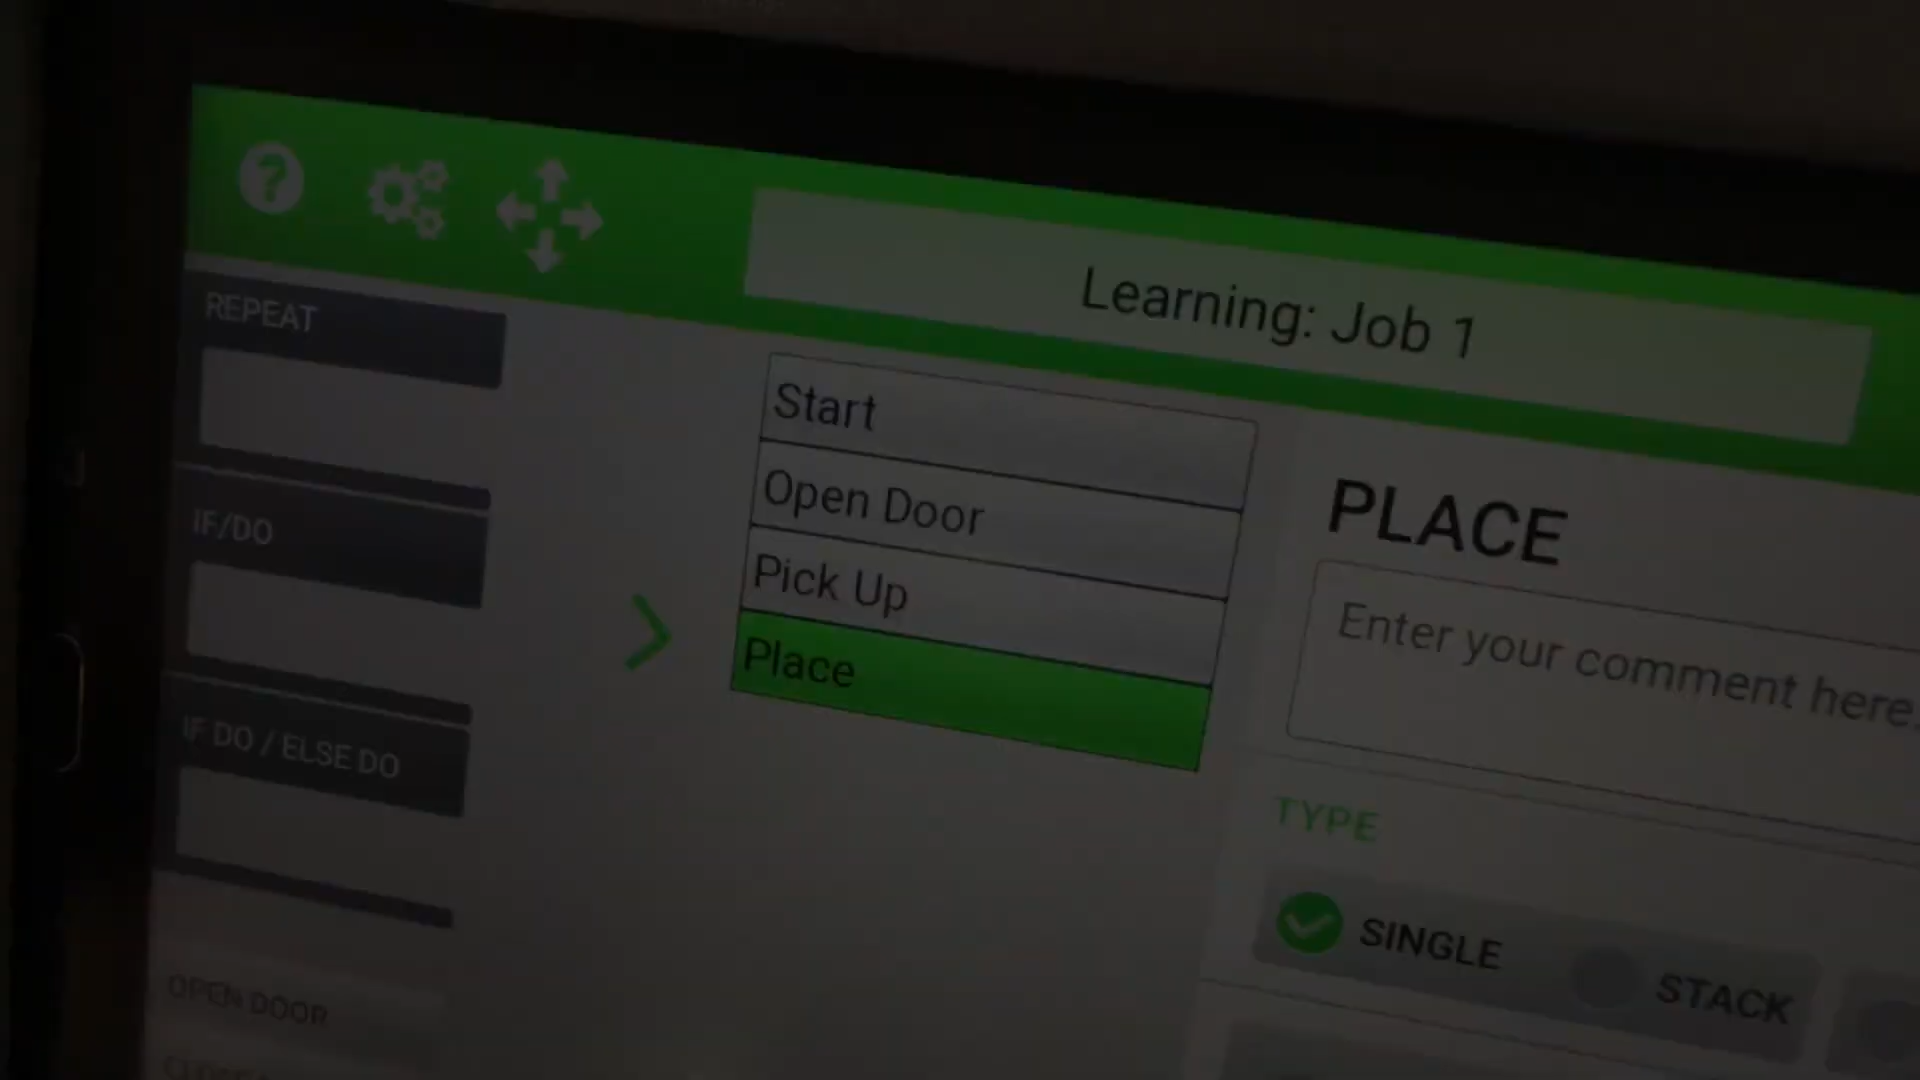 Learning: Job 1
REPEAT
IF/DO
IF DO / ELSE DO
OPEN DOOR
Start
Open Door
Pick Up
Place
PLACE
Enter your comment here.
TYPE
SINGLE
STACK